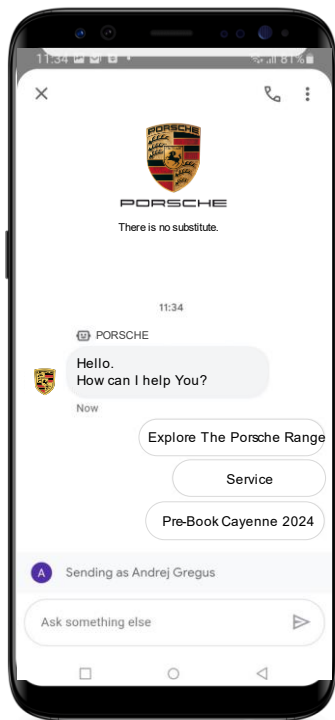 11:34
81%
PORSCHE
PORSCHE
There is no substitute.
11:34
PORSCHE
Hello.
How can I help You?
Now
Explore The Porsche Range
Service
Pre-Book Cayenne 2024
A Sending as Andrej Gregus
Ask something else